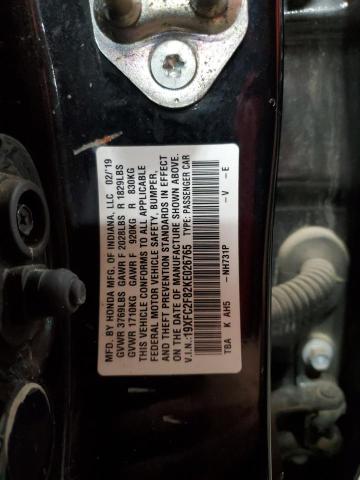 MFD. BY HONDA MFG. OF INDIANA, LLC 02/19
GVWR 3769LBS GAWR F 2028LBS R 1829LBS
GVWR 1710KG GAWR F 920KG R 830KG
THIS VEHICLE CONFORMS TO ALL APPLICABLE
FEDERAL MOTOR VEHICLE SAFETY, BUMPER,
AND THEFT PREVENTION STANDARDS IN EFFECT
ON THE DATE OF MANUFACTURE SHOWN ABOVE.
V.I.N.:19XFC2F82KE026765 TYPE: PASSENGER CAR
-NH731P -V -E
TBA K AH5